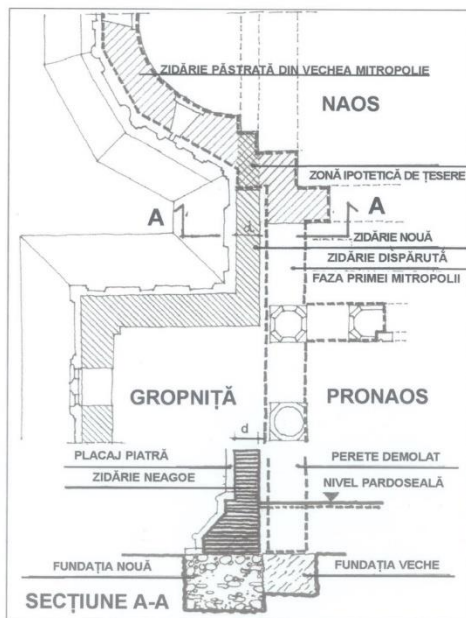 ZIDĂRIE PĂSTRATĂ DIN VECHEA MITROPOLIE
NAOS
ZONĂ IPOTETICĂ DE ȚESERE
A
A
d
ZIDĂRIE NOUĂ
ZIDĂRIE DISPĂRUTĂ
FAZA PRIMEI MITROPOLII
GROPNIȚĂ
PRONAOS
d
PLACAJ PIATRĂ
PERETE DEMOLAT
ZIDĂRIE NEAGOE
NIVEL PARDOSEALĂ
FUNDAȚIA NOUĂ
FUNDAȚIA VECHE
SECȚIUNE A-A